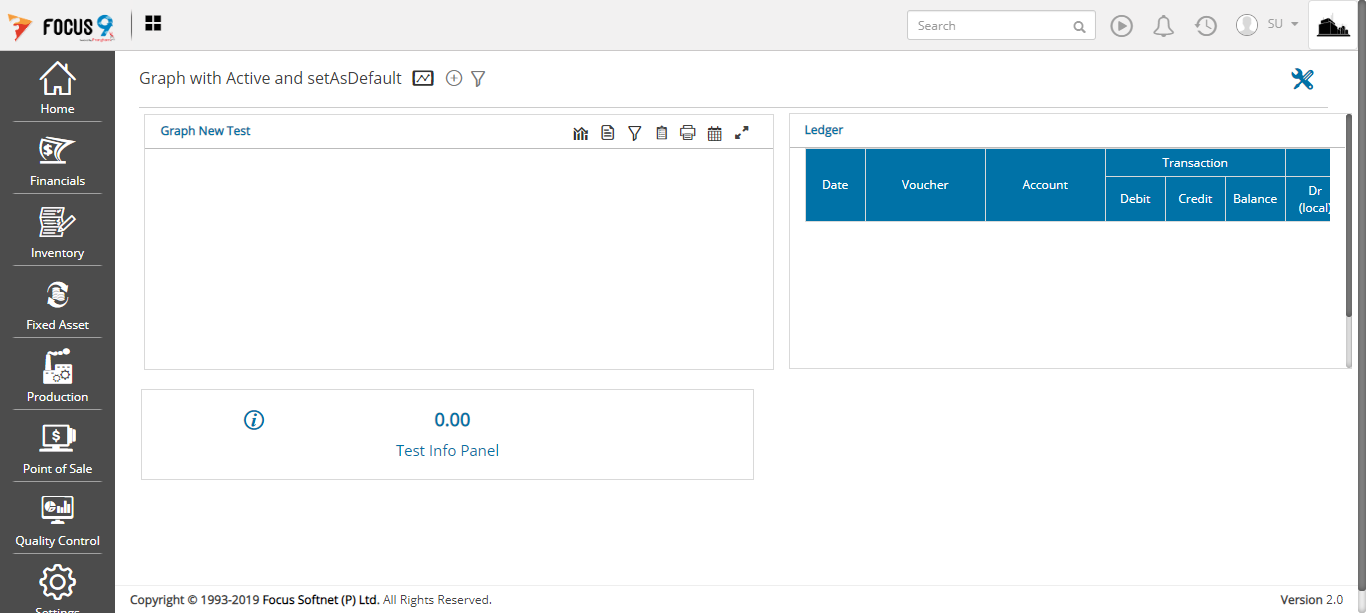 FOCUS 9
Search
SU
Home
Financials
Inventory
Fixed Asset
Production
Point of Sale
Quality Control
Settings
Graph with Active and setAsDefault
Graph New Test
Ledger
Date
Voucher
Account
Transaction
Debit
Credit
Balance
Dr
(local)
0.00
Test Info Panel
Copyright © 1993-2019 Focus Softnet (P) Ltd. All Rights Reserved.
Version 2.0